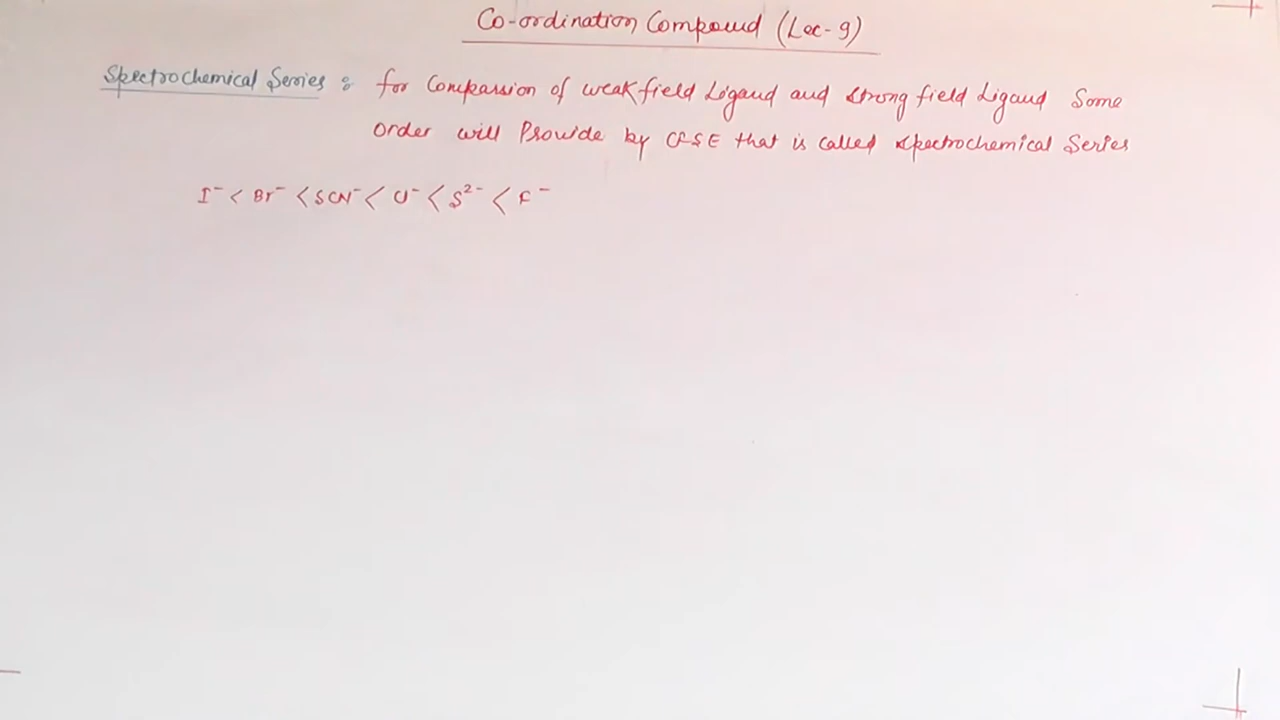 Co-ordination Compound (Lec-9)
Spectrochemical Series : for Comparssion of weak field Ligand and strong field Ligand Some
Order will Provide by CFSE that is called spectrochemical Series
I⁻ < Br⁻ < SCN⁻ < Cl⁻ < S²⁻ < F⁻